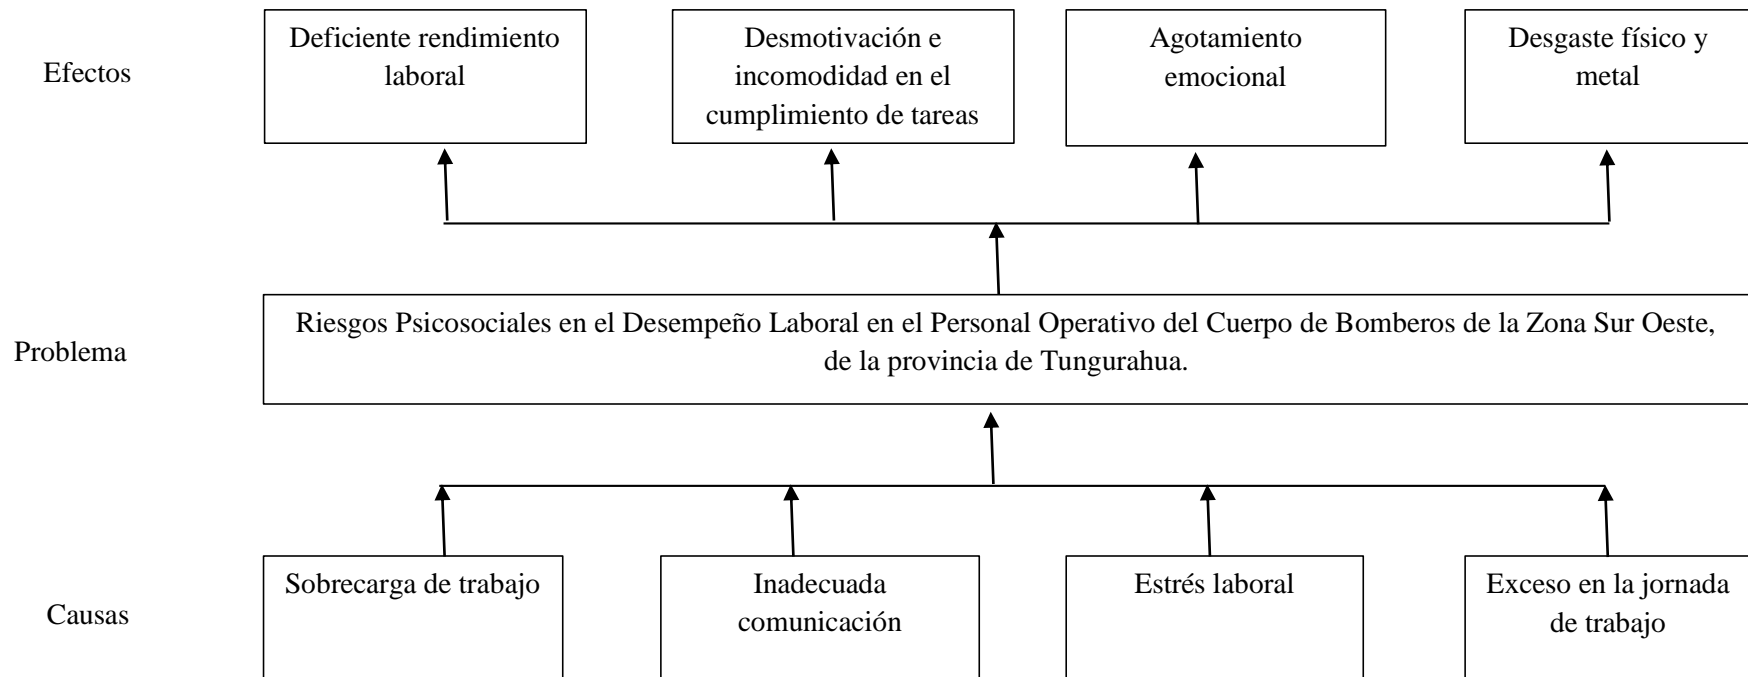 Efectos
Deficiente rendimiento
laboral
Desmotivación e
incomodidad en el
cumplimiento de tareas
Agotamiento
emocional
Desgaste físico y
metal
Problema
Riesgos Psicosociales en el Desempeño Laboral en el Personal Operativo del Cuerpo de Bomberos de la Zona Sur Oeste,
de la provincia de Tungurahua.
Causas
Sobrecarga de trabajo
Inadecuada
comunicación
Estrés laboral
Exceso en la jornada
de trabajo